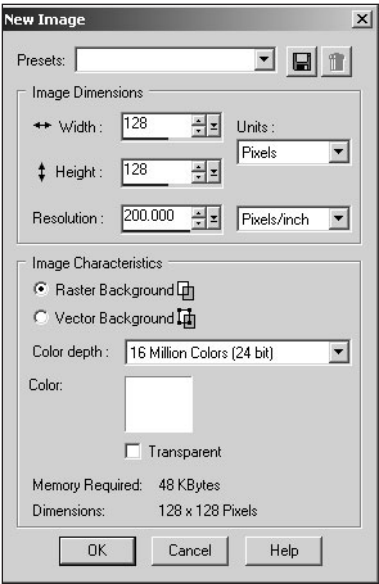 New Image
Presets:
Image Dimensions
Width : 128 Units :
Pixels
Height : 128
Resolution : 200.000 Pixels/inch
Image Characteristics
Raster Background
Vector Background
Color depth : 16 Million Colors (24 bit)
Color:
Transparent
Memory Required: 48 KBytes
Dimensions: 128 x 128 Pixels
OK Cancel Help